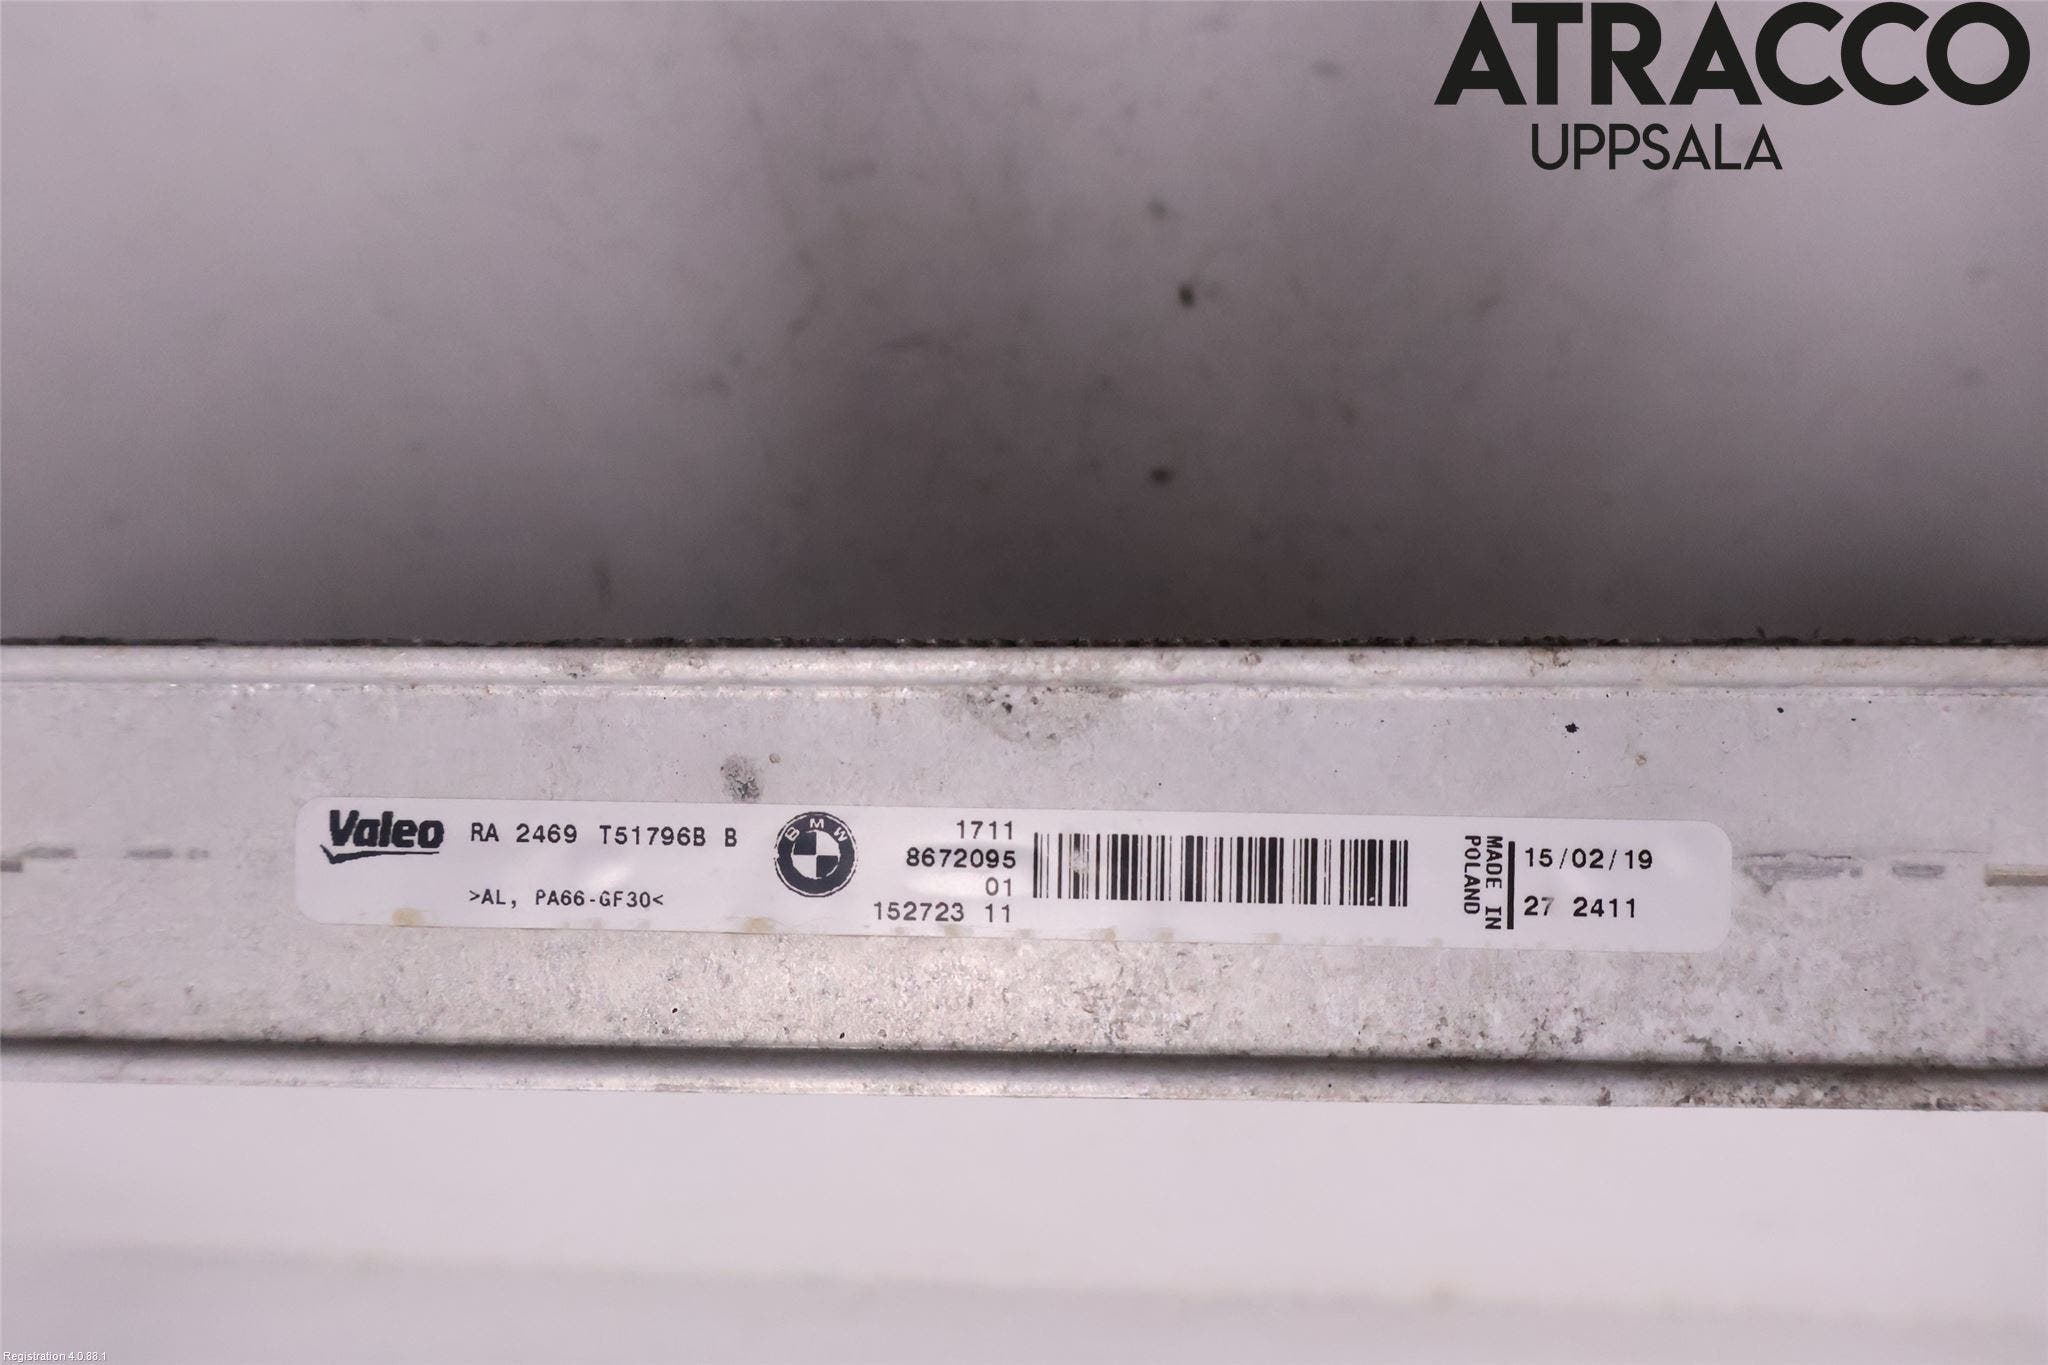 ATRACCO
UPPSALA
Valeo RA 2469 T51796B B
>AL, PA66-GF30<
BMW
1711
8672095
01
152723 11
MADE IN
POLAND
15/02/19
27 2411
Registration 4.0.88.1